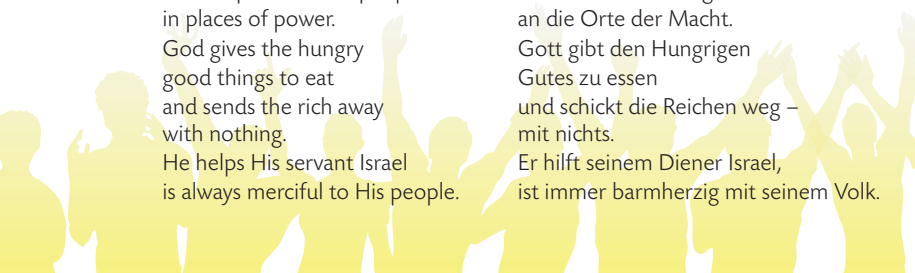 in places of power.
God gives the hungry
good things to eat
and sends the rich away
with nothing.
He helps His servant Israel
is always merciful to His people.
an die Orte der Macht.
Gott gibt den Hungrigen
Gutes zu essen
und schickt die Reichen weg –
mit nichts.
Er hilft seinem Diener Israel,
ist immer barmherzig mit seinem Volk.